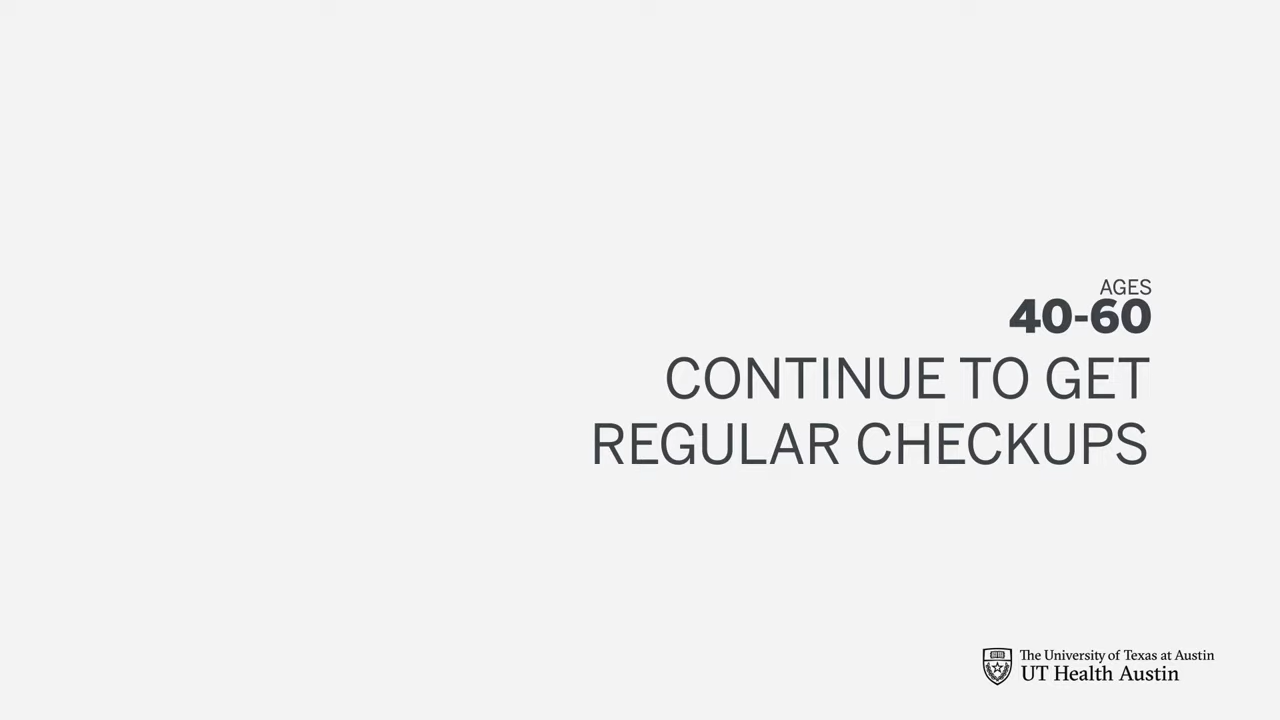 AGES
40-60
CONTINUE TO GET
REGULAR CHECKUPS
The University of Texas at Austin
UT Health Austin